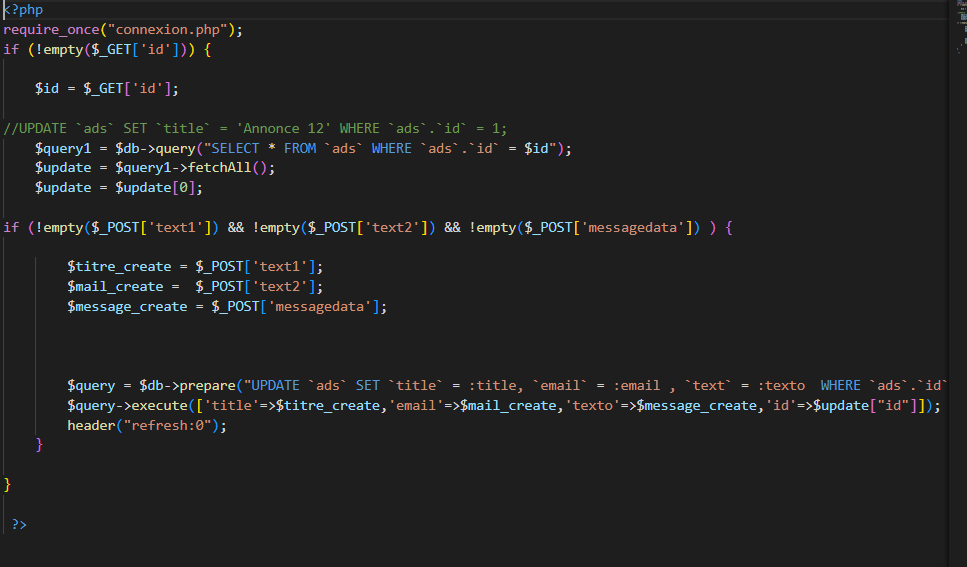 <?php
require_once("connexion.php");
if (!empty($_GET['id'])) {
$id = $_GET['id'];
//UPDATE `ads` SET `title` = 'Annonce 12' WHERE `ads`.`id` = 1;
$query1 = $db->query("SELECT * FROM `ads` WHERE `ads`.`id` = $id");
$update = $query1->fetchAll();
$update = $update[0];
if (!empty($_POST['text1']) && !empty($_POST['text2']) && !empty($_POST['messagedata']) ) {
$titre_create = $_POST['text1'];
$mail_create =  $_POST['text2'];
$message_create = $_POST['messagedata'];
$query = $db->prepare("UPDATE `ads` SET `title` = :title, `email` = :email , `text` = :texto  WHERE `ads`.`id`
$query->execute(['title'=>$titre_create,'email'=>$mail_create,'texto'=>$message_create,'id'=>$update["id"]]);
header("refresh:0");
}
}
?>